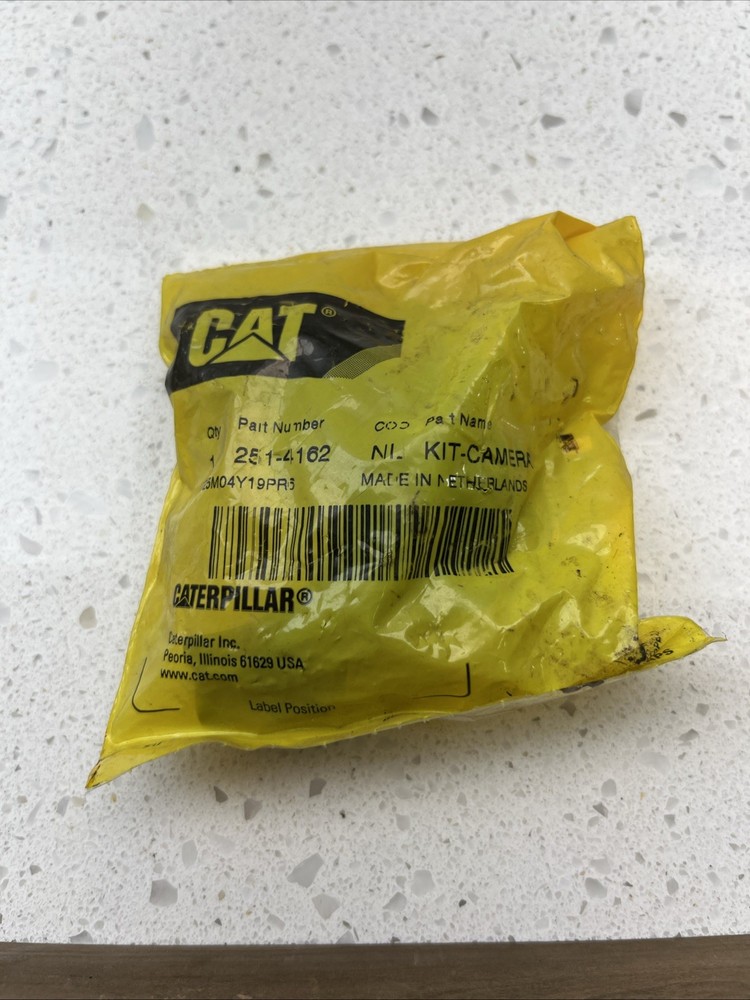 CAT®
Qty Part Number COO Part Name
1 251-4162 NL KIT-CAMERA
MADE IN NETHERLANDS
CATERPILLAR®
Caterpillar Inc.
Peoria, Illinois 61629 USA
www.cat.com
Label Position